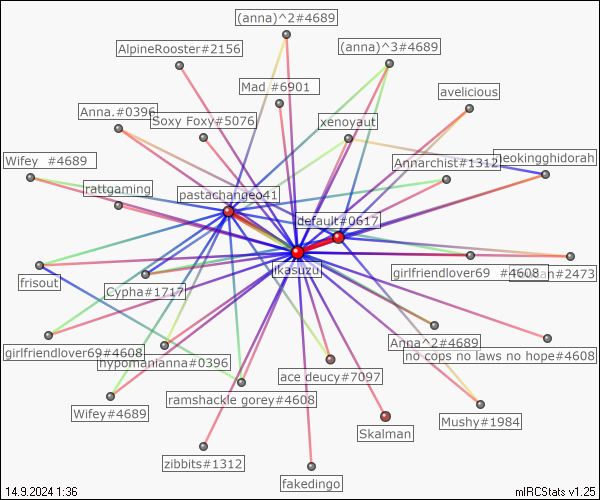 (anna)^2#4689
AlpineRooster#2156
(anna)^3#4689
Mad #6901
avelicious
Anna.#0396
Soxy Foxy#5076
xenoyaut
Wifey #4689
Annarchist#1312
eokingghidorah
rattgaming
pastachangeo41
default#0617
ikasuzu
girlfriendlover69 #4608
#2473
frisout
Cypha#1717
girlfriendlover69#4608
hypomanianna#0396
Anna^2#4689
no cops no laws no hope#4608
ace deucy#7097
Wifey#4689
ramshackle gorey#4608
Mushy#1984
Skalman
zibbits#1312
fakedingo
14.9.2024 1:36
mIRCStats v1.25